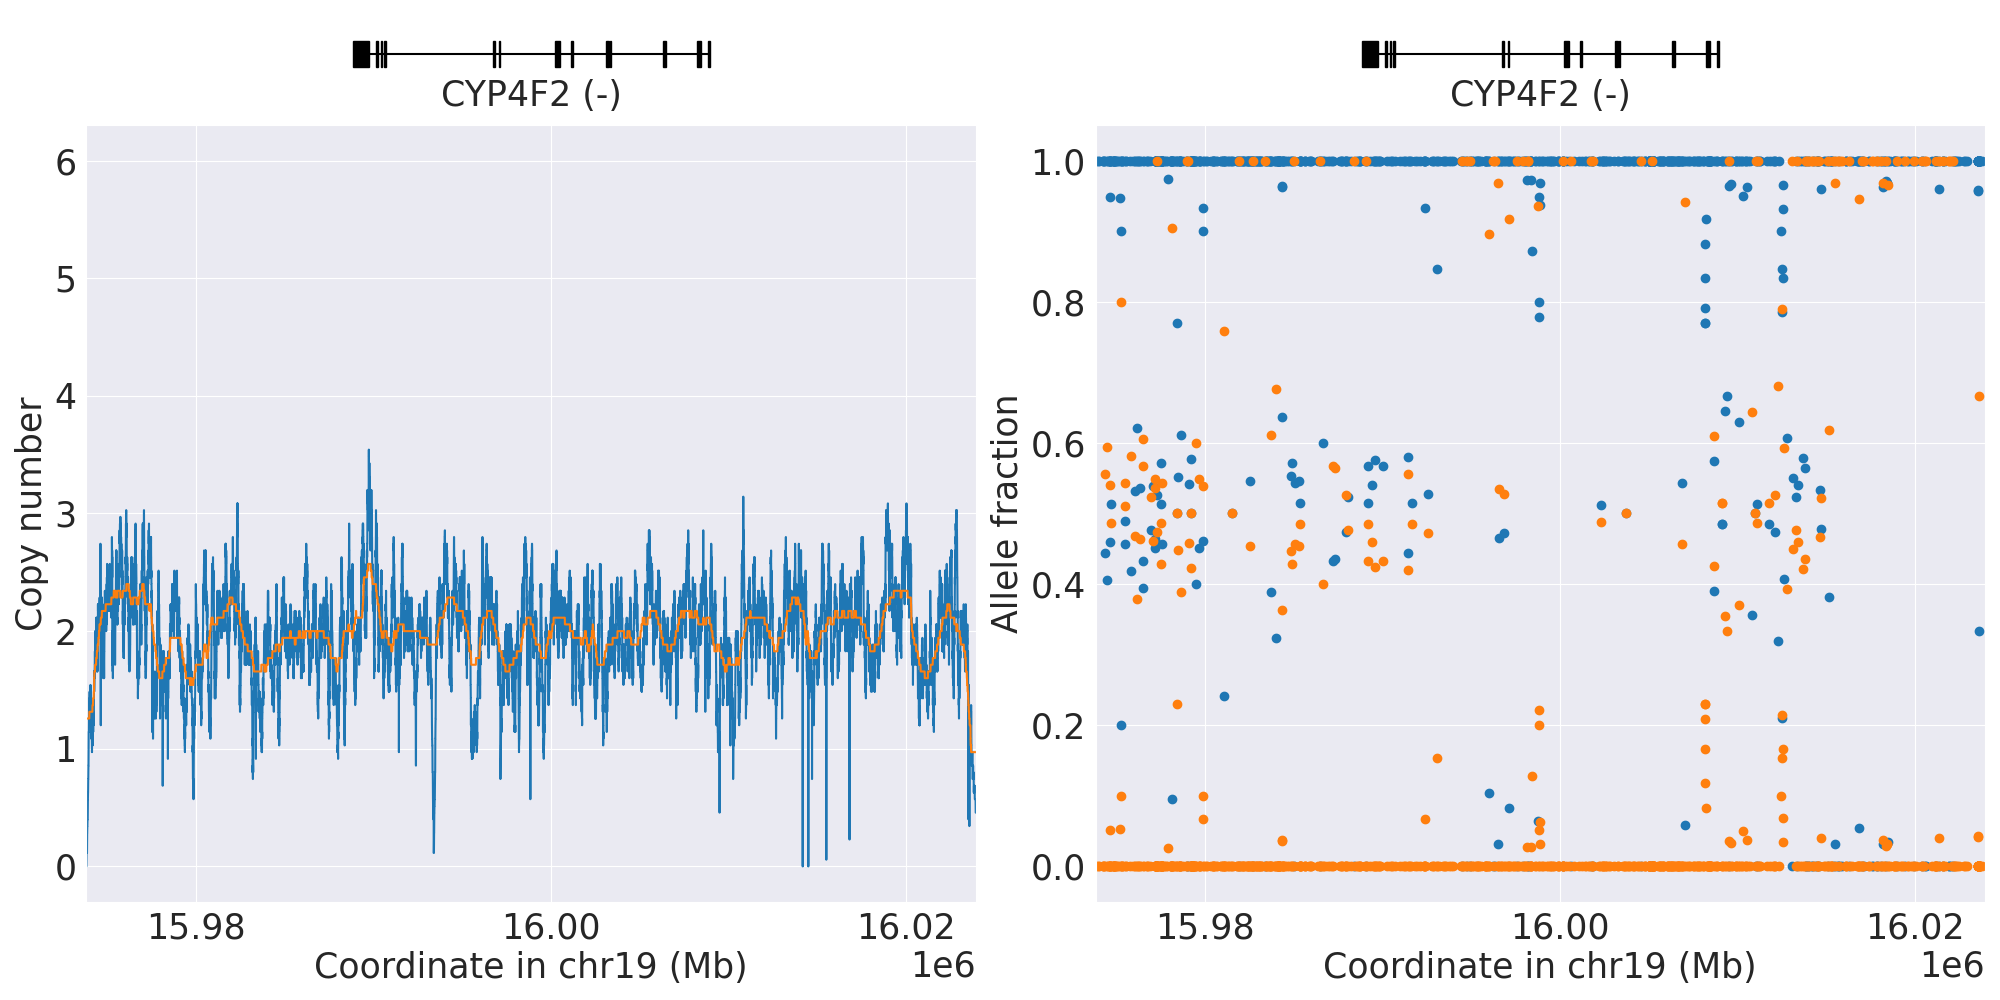 CYP4F2 (-)
Copy number
6
5
4
3
2
1
0
15.98
16.00
16.02
Coordinate in chr19 (Mb)
1e6
CYP4F2 (-)
Allele fraction
1.0
0.8
0.6
0.4
0.2
0.0
15.98
16.00
16.02
Coordinate in chr19 (Mb)
1e6